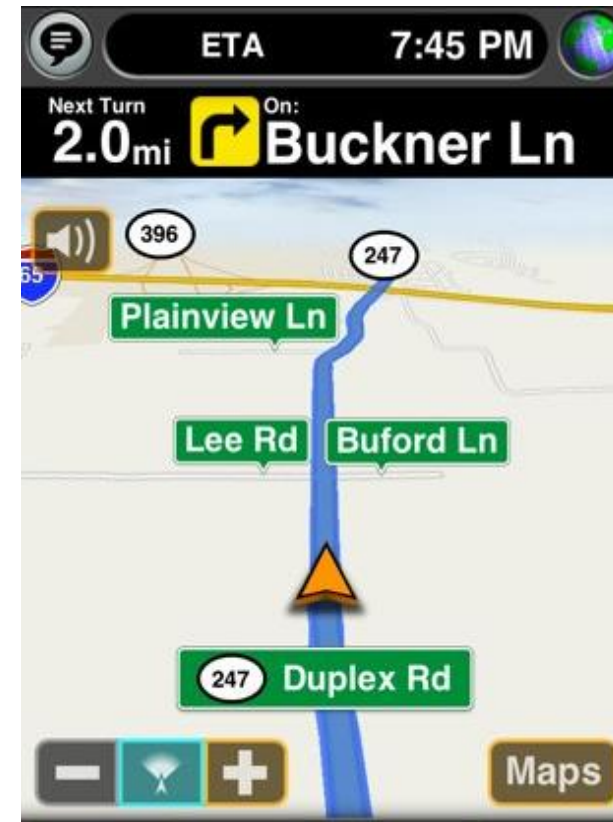 ETA 7:45 PM
Next Turn On:
2.0mi Buckner Ln
396
247
65
Plainview Ln
Lee Rd Buford Ln
247 Duplex Rd
Maps